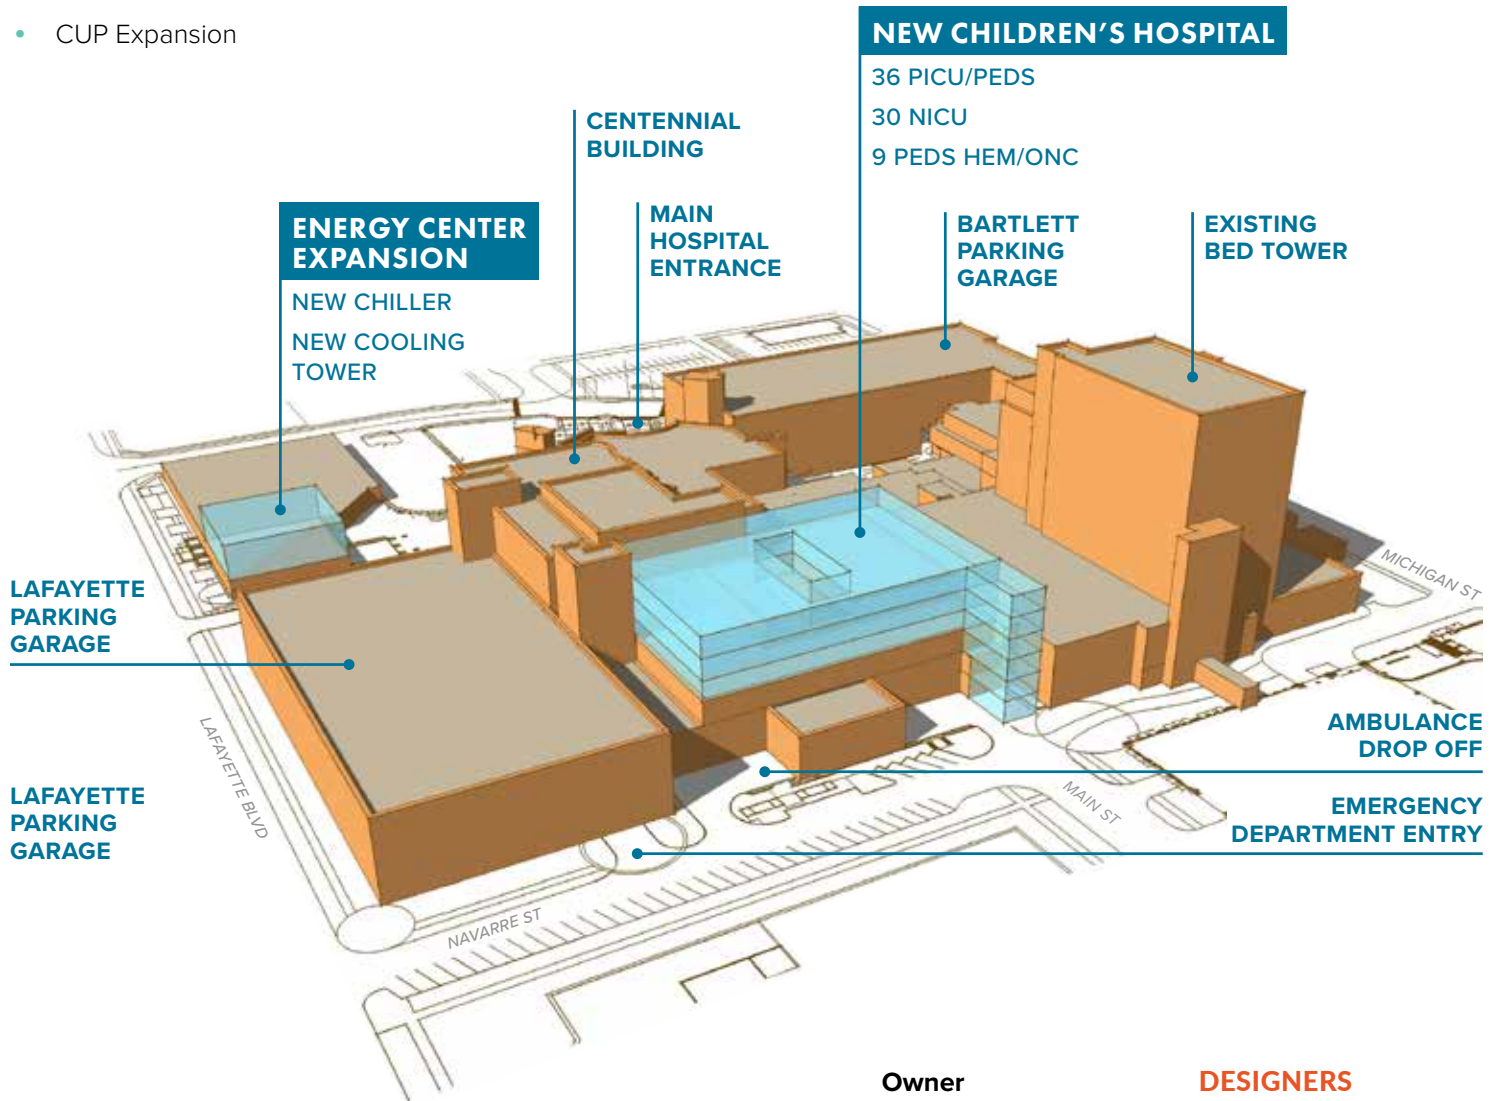 • CUP Expansion
NEW CHILDREN'S HOSPITAL
36 PICU/PEDS
30 NICU
9 PEDS HEM/ONC
CENTENNIAL
BUILDING
MAIN
HOSPITAL
ENTRANCE
BARTLETT
PARKING
GARAGE
EXISTING
BED TOWER
ENERGY CENTER
EXPANSION
NEW CHILLER
NEW COOLING
TOWER
MICHIGAN ST
LAFAYETTE
PARKING
GARAGE
LAFAYETTE BLVD
AMBULANCE
DROP OFF
MAIN ST
LAFAYETTE
PARKING
GARAGE
EMERGENCY
DEPARTMENT ENTRY
NAVARRE ST
Owner
DESIGNERS